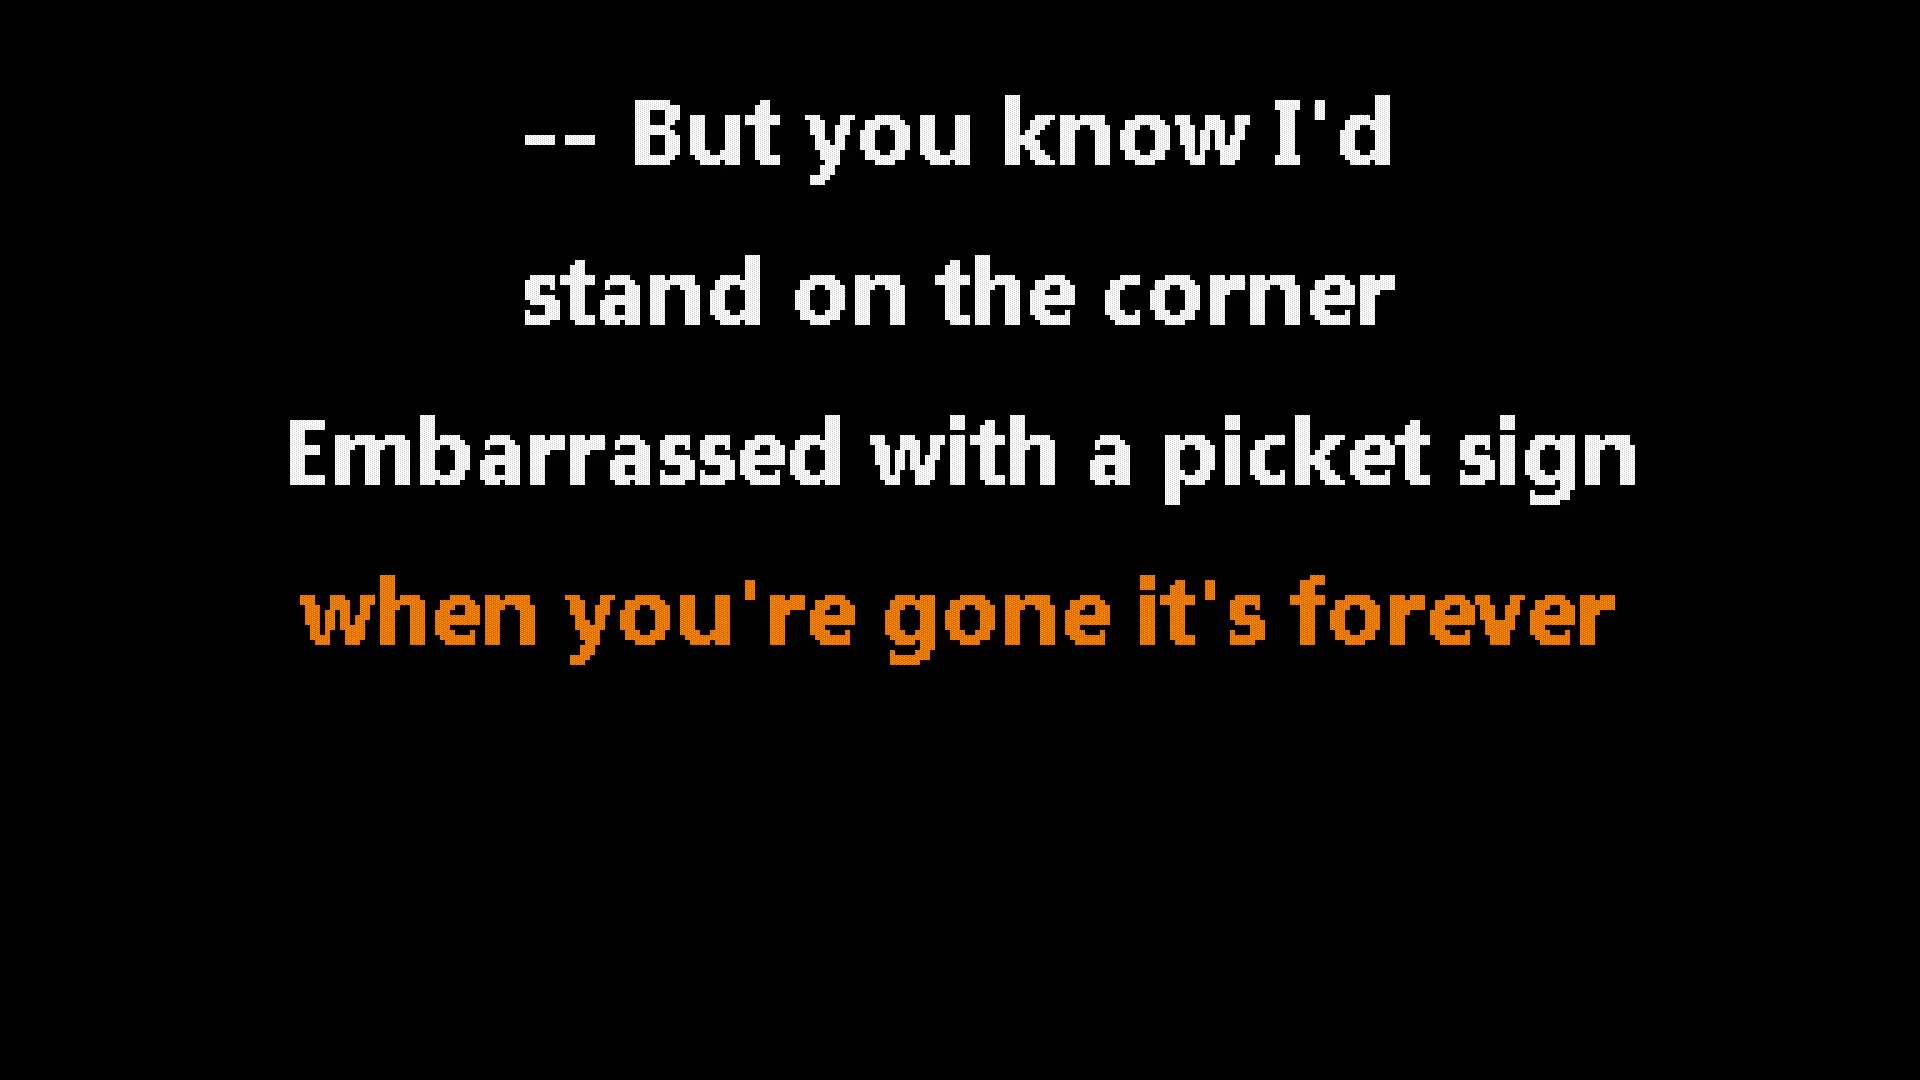 -- But you know I'd
stand on the corner
Embarrassed with a picket sign
when you're gone it's forever